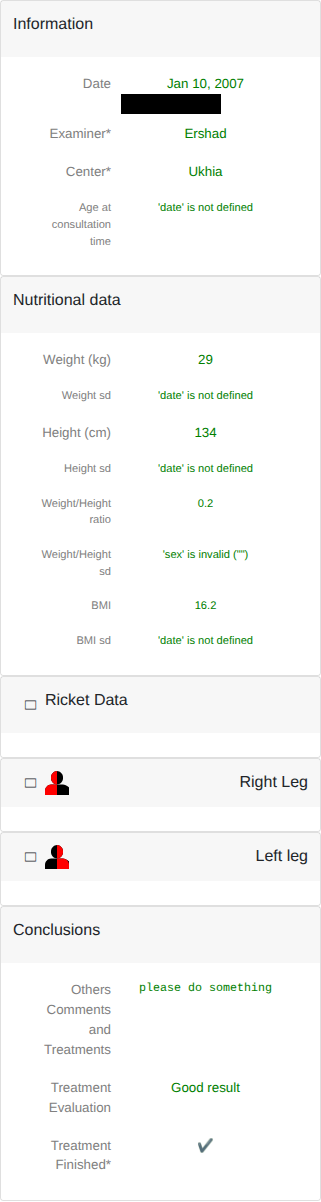 Information
Date Jan 10, 2007
Examiner* Ershad
Center* Ukhia
Age at 'date' is not defined
consultation
time
Nutritional data
Weight (kg) 29
Weight sd 'date' is not defined
Height (cm) 134
Height sd 'date' is not defined
Weight/Height 0.2
ratio
Weight/Height 'sex' is invalid ("")
sd
BMI 16.2
BMI sd 'date' is not defined
Ricket Data
Right Leg
Left leg
Conclusions
Others please do something
Comments
and
Treatments
Treatment Good result
Evaluation
Treatment ✔
Finished*